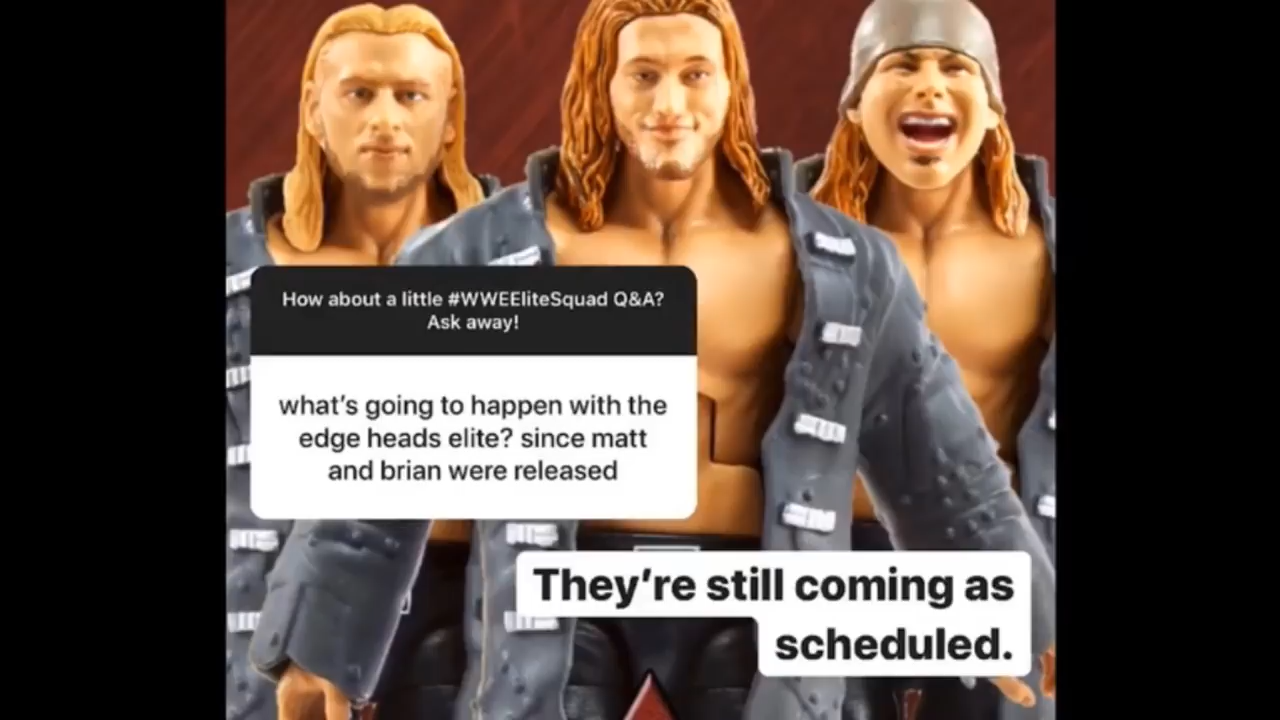 How about a little #WWEEliteSquad Q&A?
Ask away!
what's going to happen with the
edge heads elite? since matt
and brian were released
They're still coming as
scheduled.